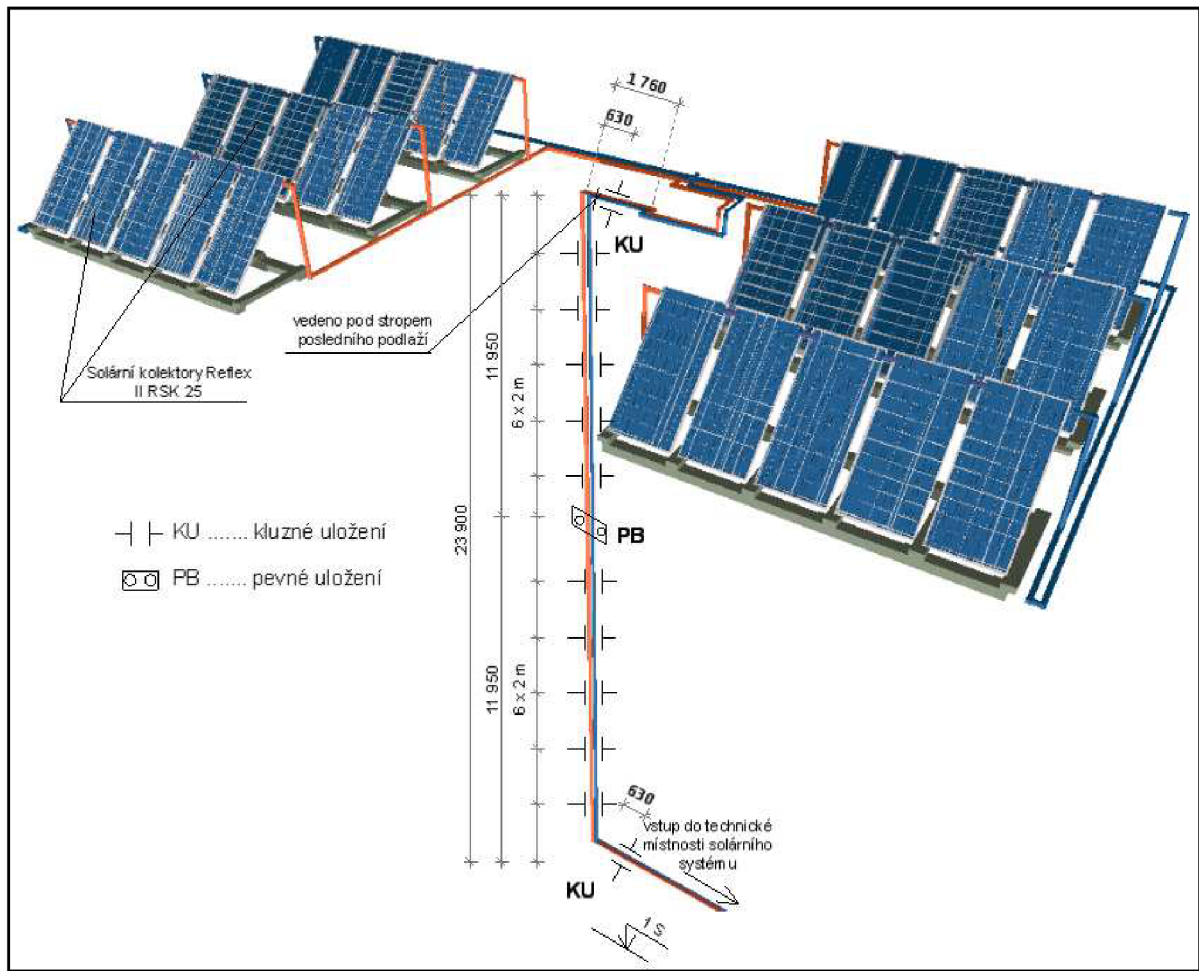 1 760
630
KU
vedeno pod stropem
posledního podlaží
Solární kolektory Reflex
II RSK 25
11 950
6 x 2 m
23 900
PB
KU ....... kluzné uložení
PB ....... pevné uložení
11 950
6 x 2 m
630
vstup do technické
místnosti solárního
systému
KU
1 S